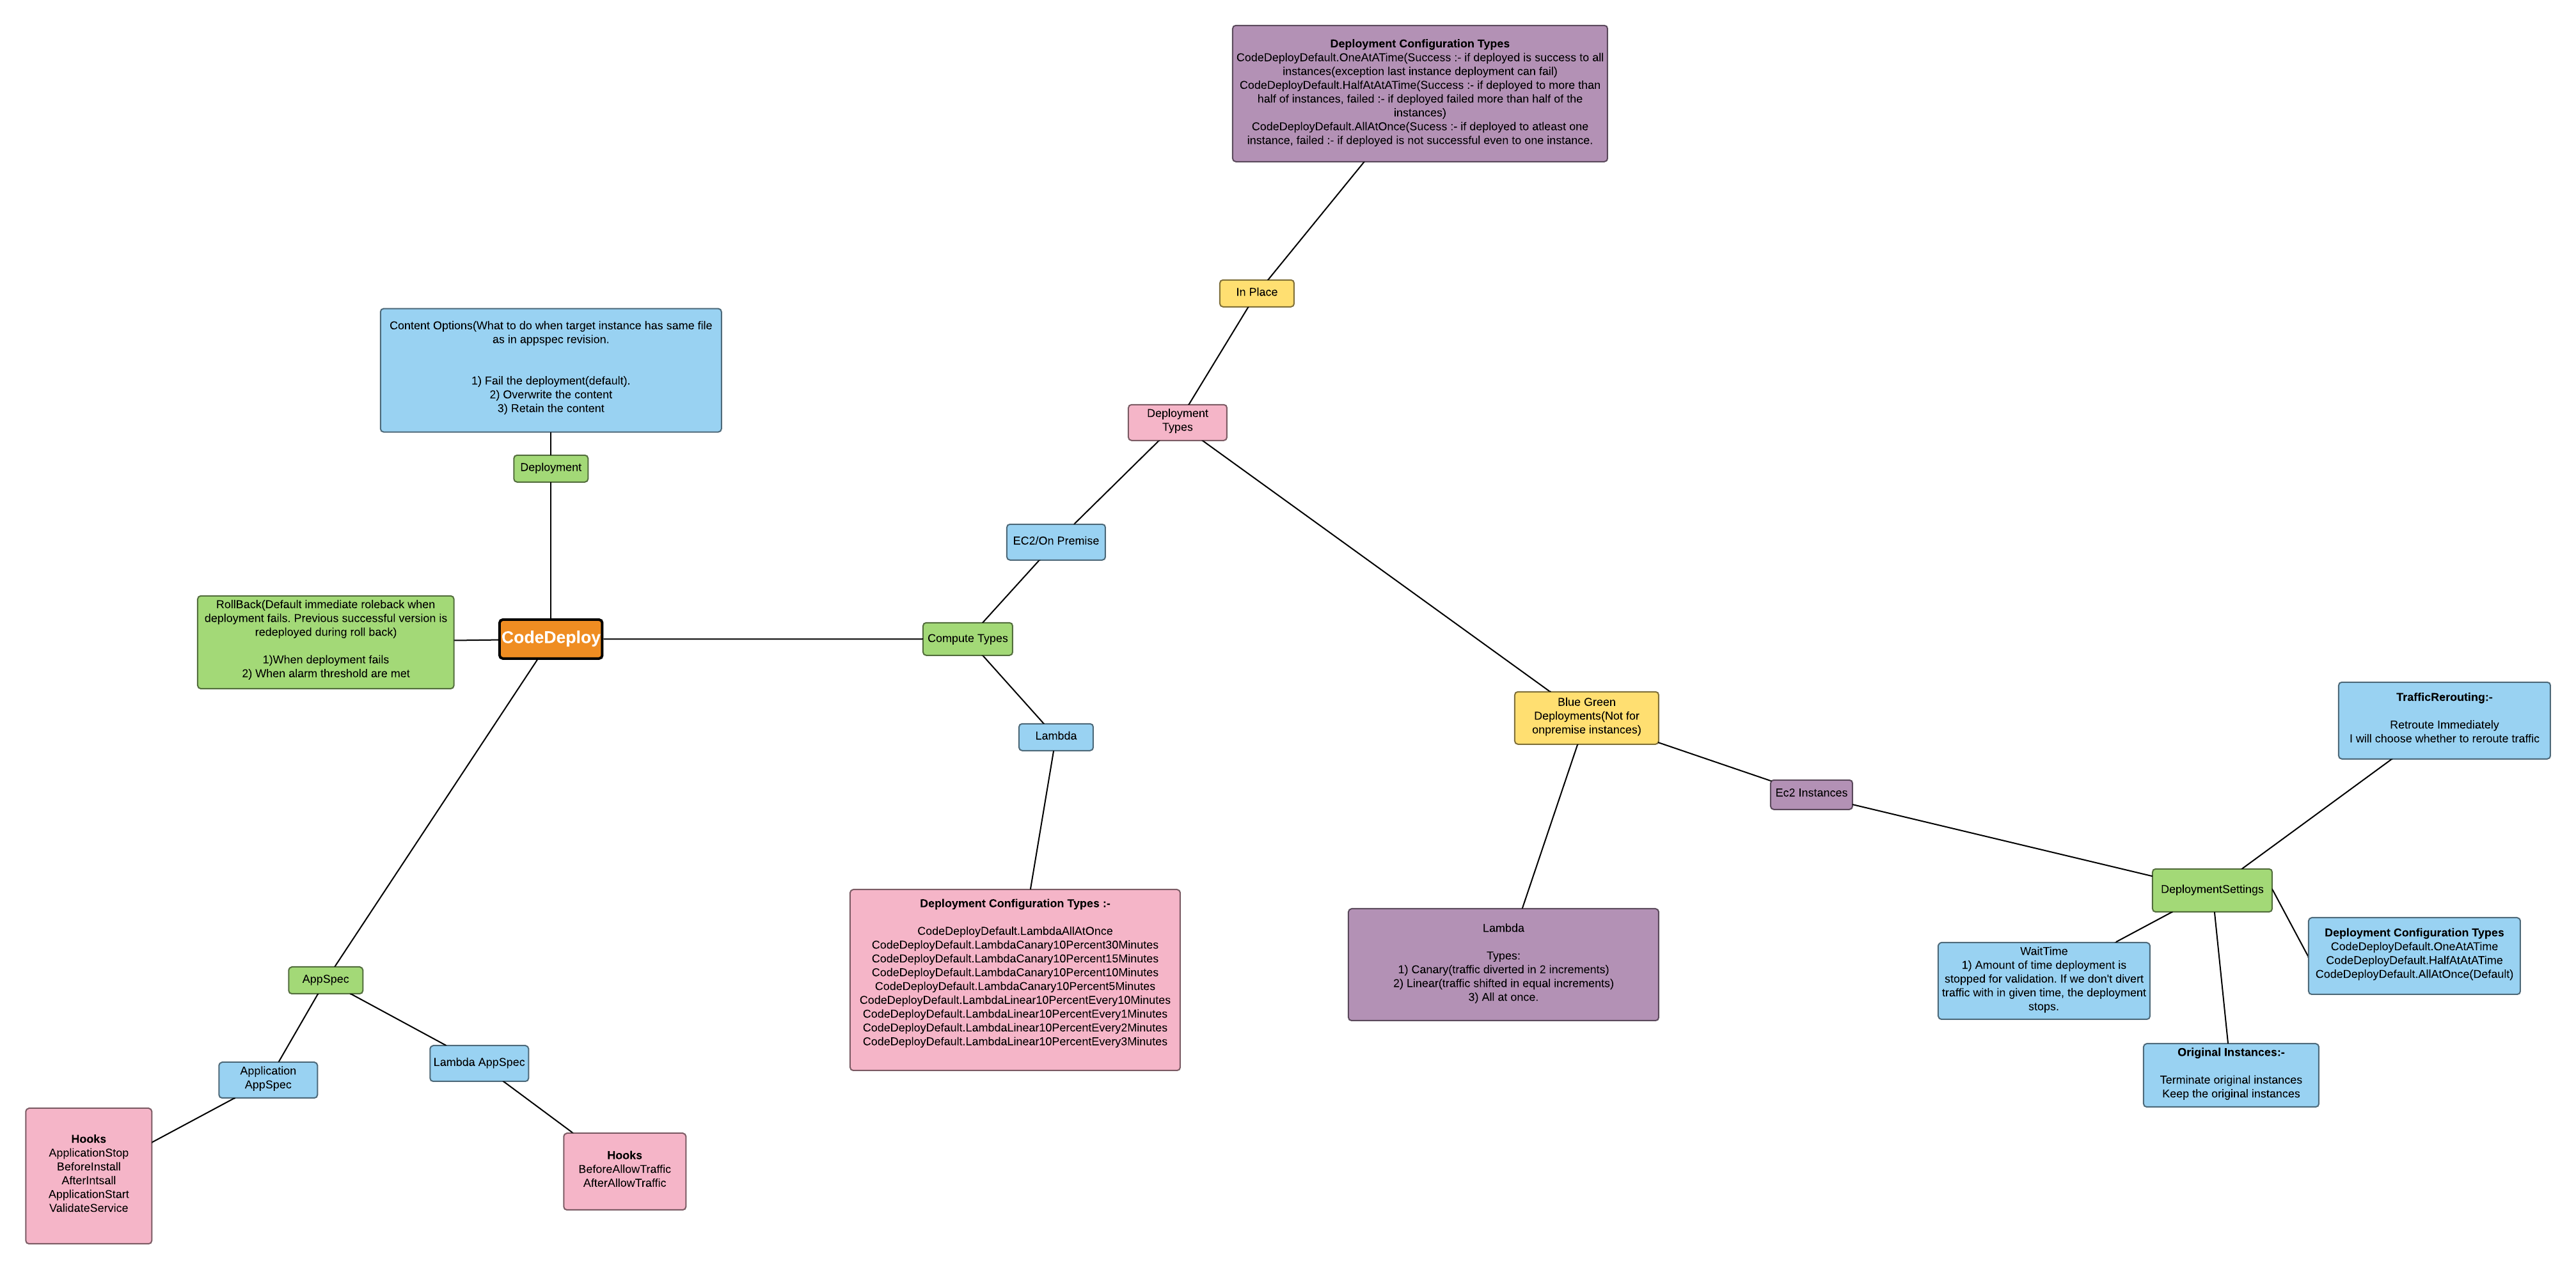 Deployment Configuration Types
CodeDeployDefault.OneAtATime(Success :- if deployed is success to all
instances(exception last instance deployment can fail)
CodeDeployDefault.HalfAtAtATime(Success :- if deployed to more than
half of instances, failed :- if deployed failed more than half of the
instances)
CodeDeployDefault.AllAtOnce(Sucess :- if deployed to atleast one
instance, failed :- if deployed is not successful even to one instance.
In Place
Content Options(What to do when target instance has same file
as in appspec revision.
1) Fail the deployment(default).
2) Overwrite the content
3) Retain the content
Deployment
Types
Deployment
EC2/On Premise
RollBack(Default immediate roleback when
deployment fails. Previous successful version is
redeployed during roll back)
1)When deployment fails
2) When alarm threshold are met
CodeDeploy
Compute Types
Lambda
Blue Green
Deployments(Not for
onpremise instances)
TrafficRerouting:-
Retroute Immediately
I will choose whether to reroute traffic
Ec2 Instances
DeploymentSettings
Deployment Configuration Types :-
CodeDeployDefault.LambdaAllAtOnce
CodeDeployDefault.LambdaCanary10Percent30Minutes
CodeDeployDefault.LambdaCanary10Percent15Minutes
CodeDeployDefault.LambdaCanary10Percent10Minutes
CodeDeployDefault.LambdaCanary10Percent5Minutes
CodeDeployDefault.LambdaLinear10PercentEvery10Minutes
CodeDeployDefault.LambdaLinear10PercentEvery1Minutes
CodeDeployDefault.LambdaLinear10PercentEvery2Minutes
CodeDeployDefault.LambdaLinear10PercentEvery3Minutes
Lambda
Types:
1) Canary(traffic diverted in 2 increments)
2) Linear(traffic shifted in equal increments)
3) All at once.
Deployment Configuration Types
CodeDeployDefault.OneAtATime
CodeDeployDefault.HalfAtAtATime
CodeDeployDefault.AllAtOnce(Default)
WaitTime
1) Amount of time deployment is
stopped for validation. If we don't divert
traffic with in given time, the deployment
stops.
Original Instances:-
Terminate original instances
Keep the original instances
AppSpec
Application
AppSpec
Lambda AppSpec
Hooks
ApplicationStop
BeforeInstall
AfterIntsall
ApplicationStart
ValidateService
Hooks
BeforeAllowTraffic
AfterAllowTraffic